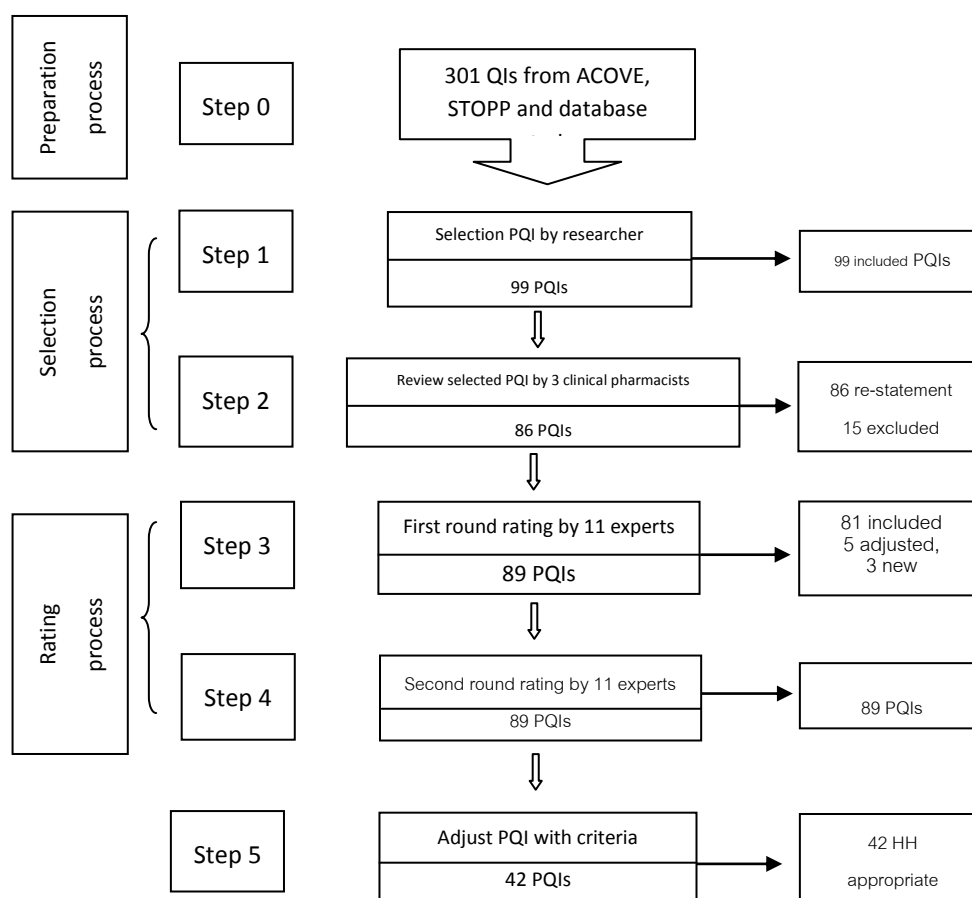 Preparation
process
Step 0
301 QIs from ACOVE,
STOPP and database
Selection
process
Step 1
Selection PQI by researcher
99 PQIs
99 included PQIs
Step 2
Review selected PQI by 3 clinical pharmacists
86 PQIs
86 re-statement
15 excluded
Rating
process
Step 3
First round rating by 11 experts
89 PQIs
81 included
5 adjusted,
3 new
Step 4
Second round rating by 11 experts
89 PQIs
89 PQIs
Step 5
Adjust PQI with criteria
42 PQIs
42 HH
appropriate